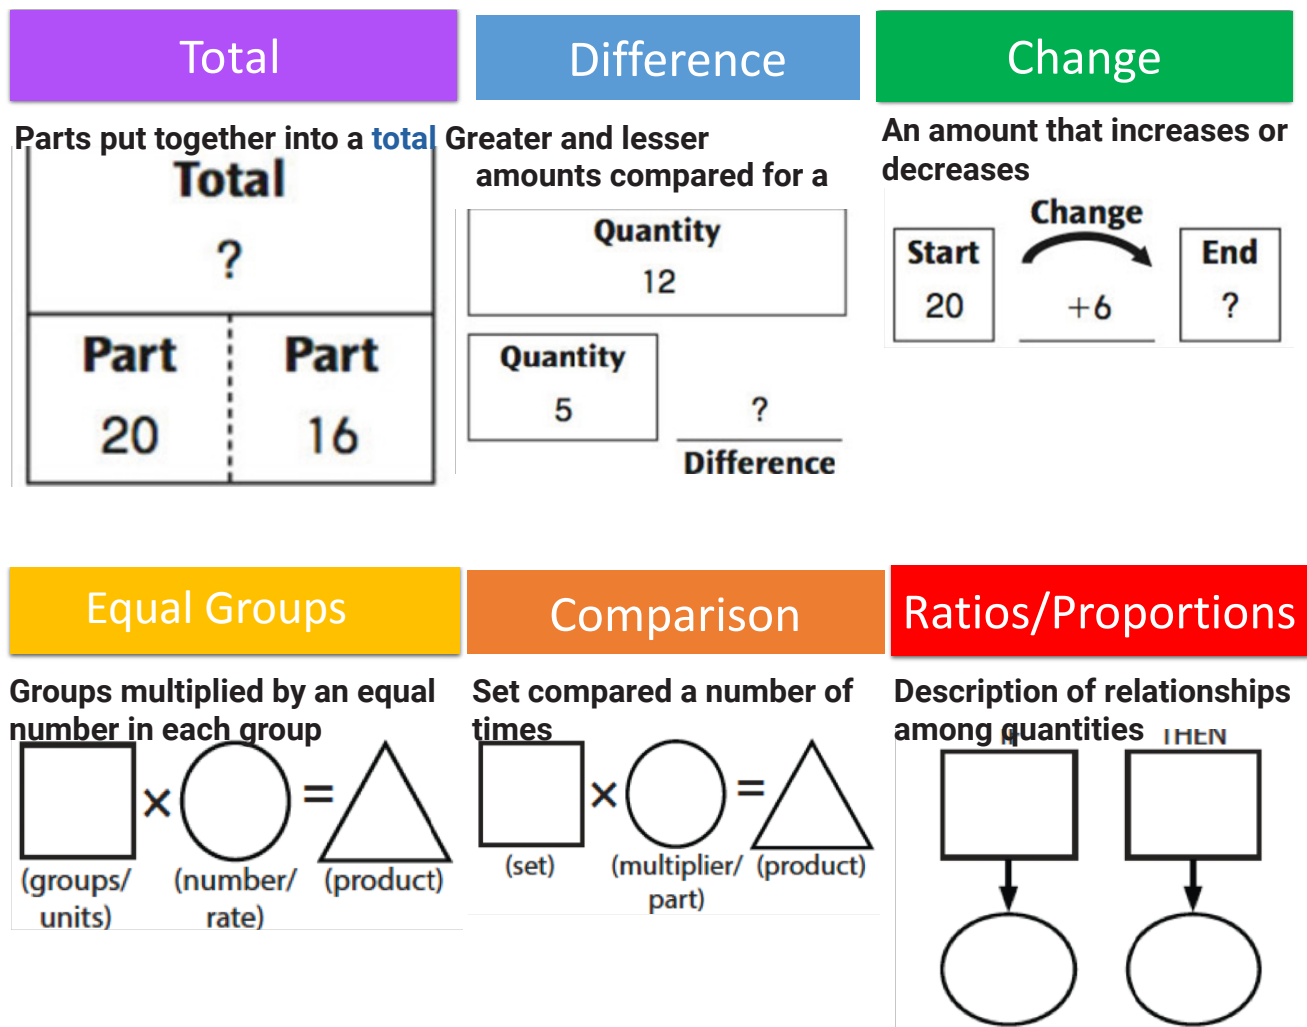 Total
Parts put together into a total
Total
?
Part Part
20 16
Difference
Greater and lesser
amounts compared for a
Quantity
12
Quantity
5
?
Difference
Change
An amount that increases or
decreases
Change
Start
20
+6
End
?
Equal Groups
Groups multiplied by an equal
number in each group
× =
(groups/
units)
(number/
rate)
(product)
Comparison
Set compared a number of
times
× =
(set)
(multiplier/
part)
(product)
Ratios/Proportions
Description of relationships
among quantities
THEN